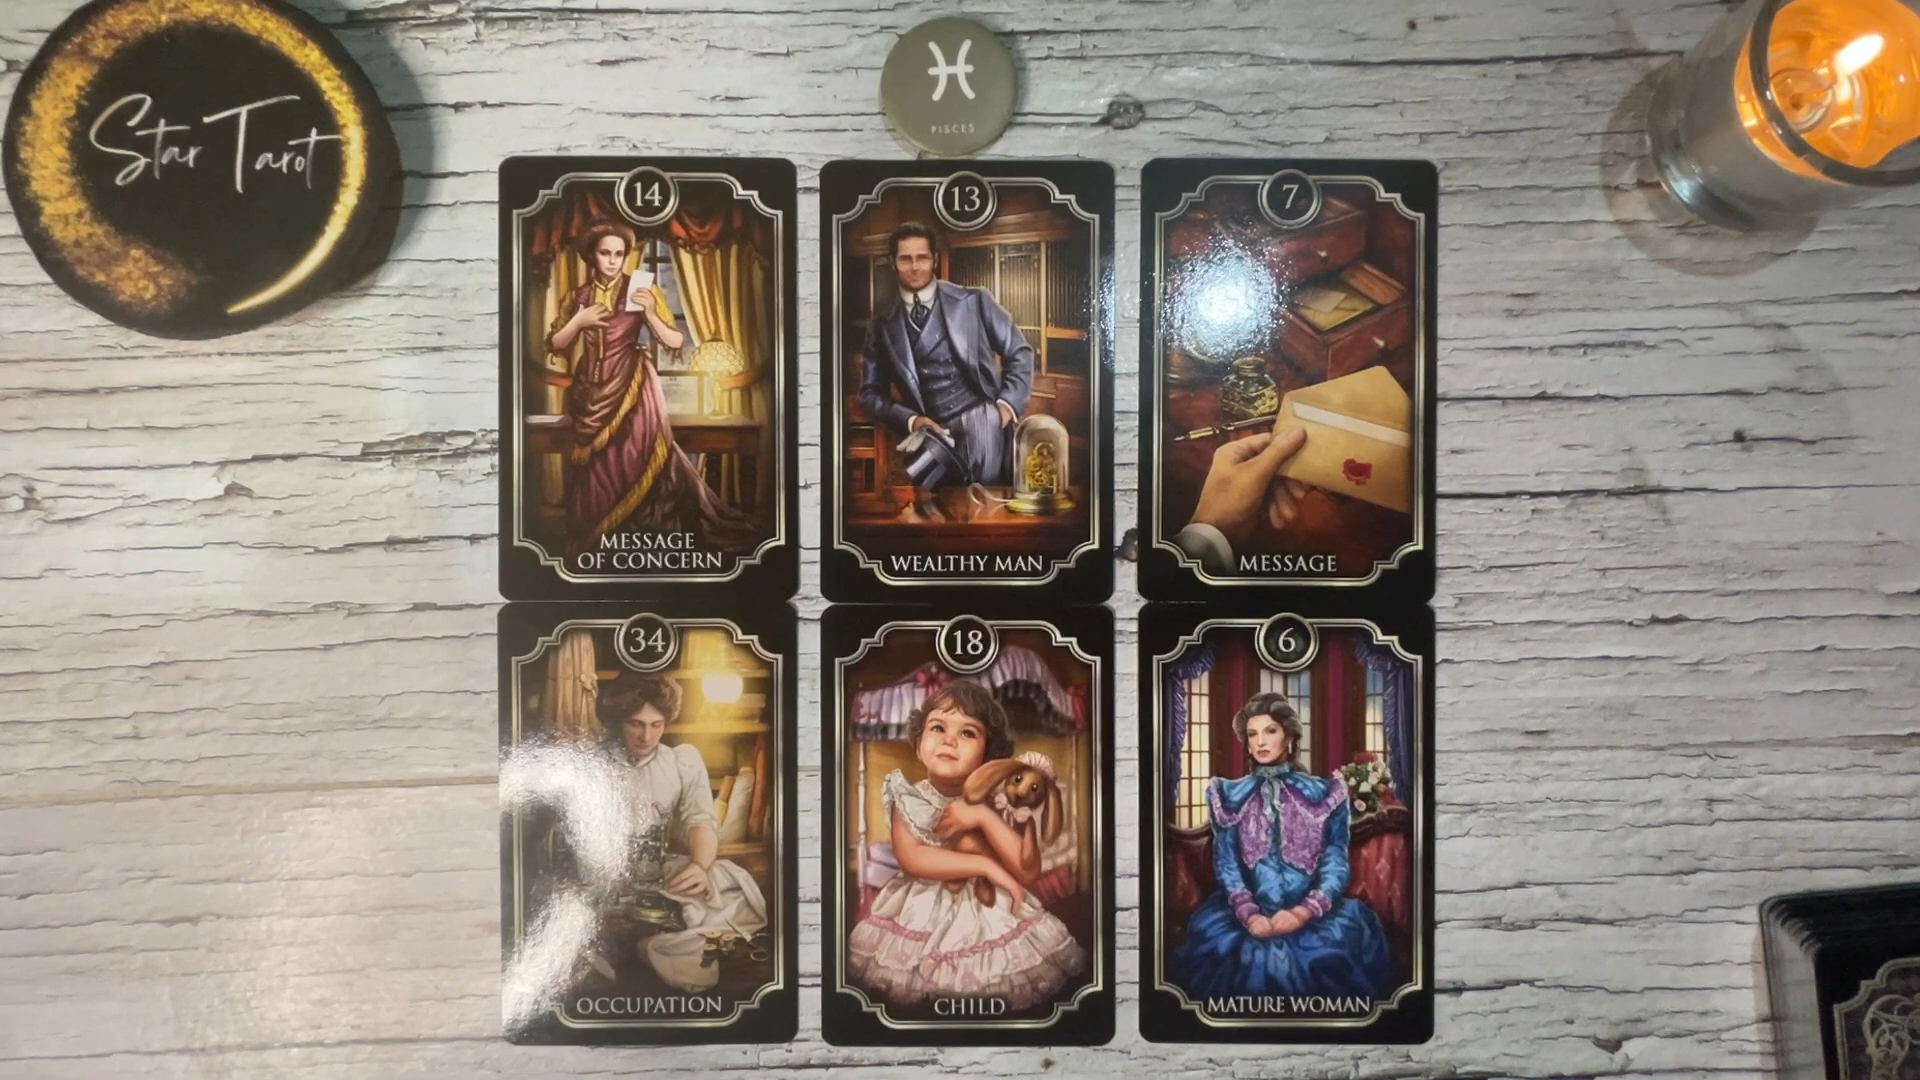 Star Tarot
PISCES
14
13
7
MESSAGE
OF CONCERN
WEALTHY MAN
MESSAGE
34
18
6
OCCUPATION
CHILD
MATURE WOMAN